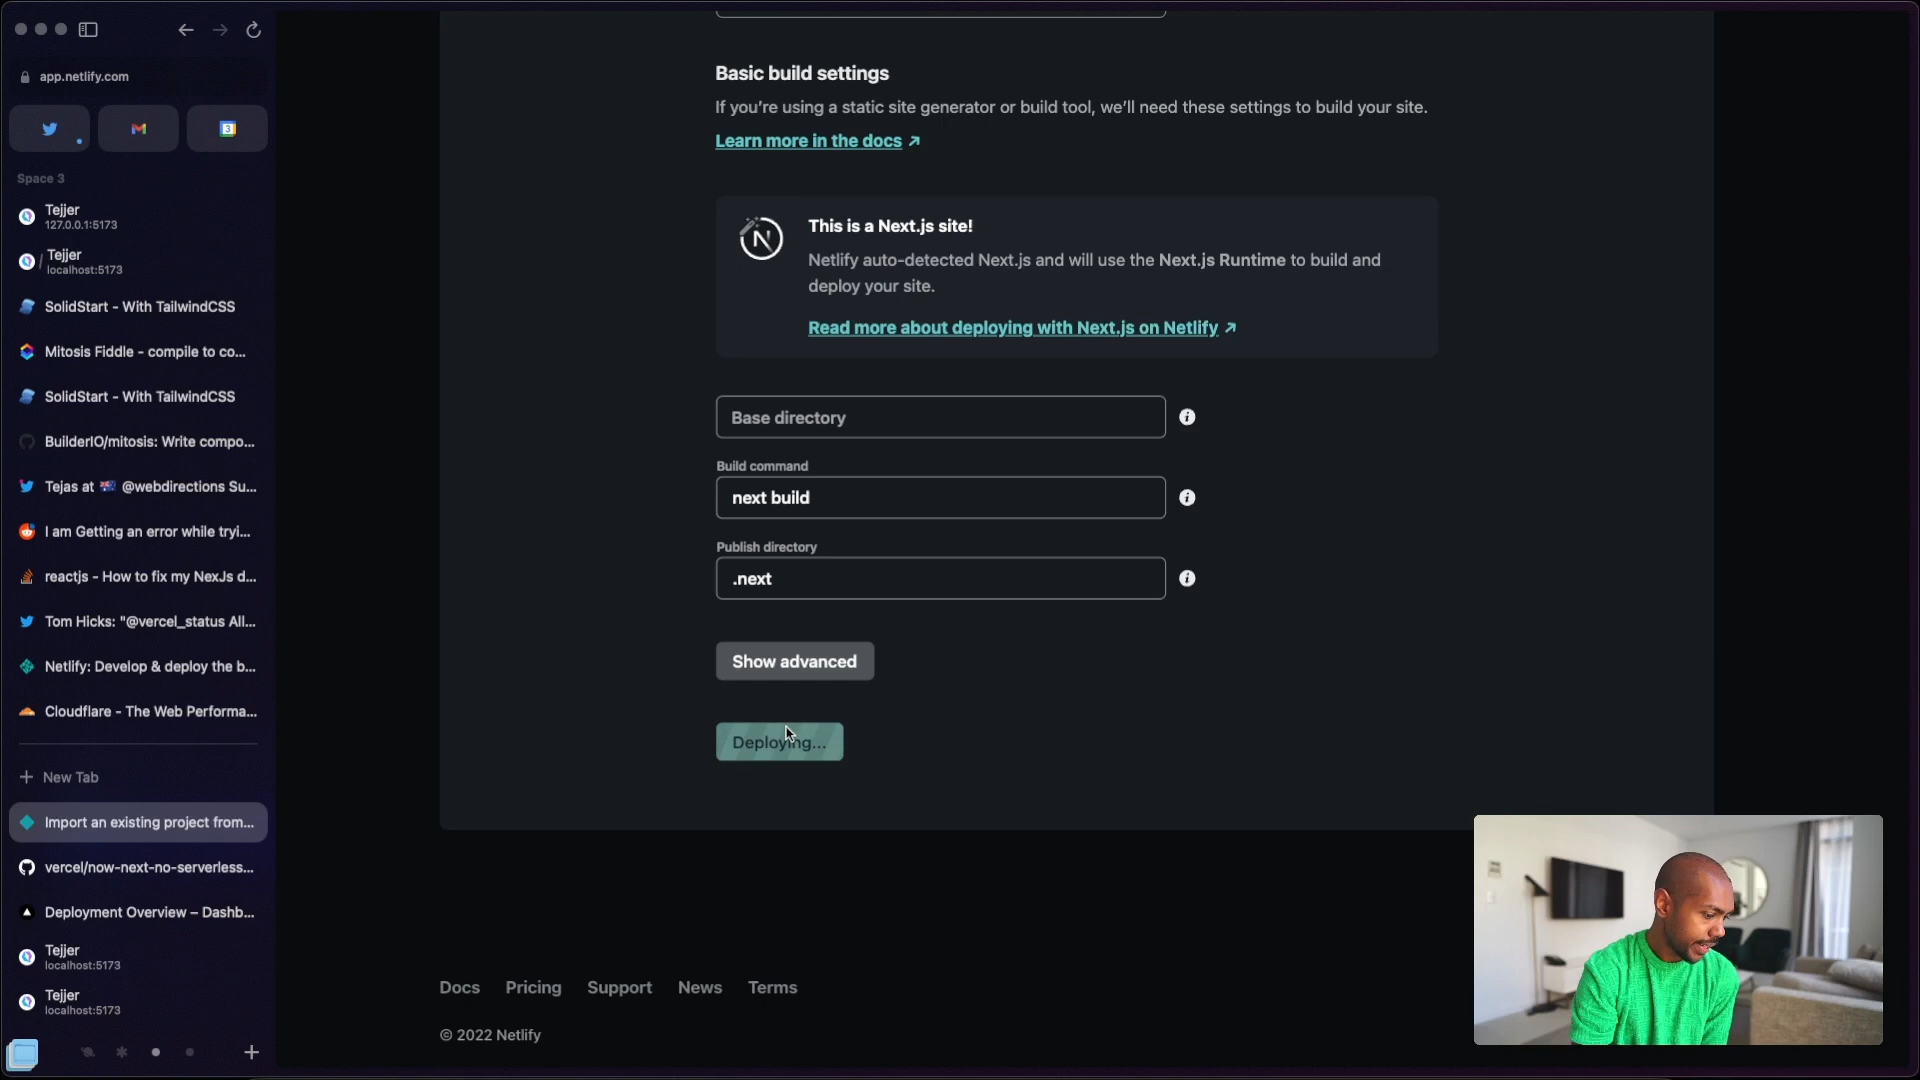 app.netlify.com
Space 3
Tejjer
127.0.0.1:5173
Tejjer
localhost:5173
SolidStart - With TailwindCSS
Mitosis Fiddle - compile to co...
SolidStart - With TailwindCSS
BuilderIO/mitosis: Write compo...
Tejas at 🇦🇺 @webdirections Su...
I am Getting an error while tryi...
reactjs - How to fix my NexJs d...
Tom Hicks: "@vercel_status All...
Netlify: Develop & deploy the b...
Cloudflare - The Web Performa...
New Tab
Import an existing project from...
vercel/now-next-no-serverless...
Deployment Overview – Dashb...
Tejjer
localhost:5173
Tejjer
localhost:5173
Basic build settings
If you’re using a static site generator or build tool, we’ll need these settings to build your site.
Learn more in the docs
This is a Next.js site!
Netlify auto-detected Next.js and will use the Next.js Runtime to build and
deploy your site.
Read more about deploying with Next.js on Netlify
Base directory
Build command
next build
Publish directory
.next
Show advanced
Deploying...
Docs Pricing Support News Terms
© 2022 Netlify